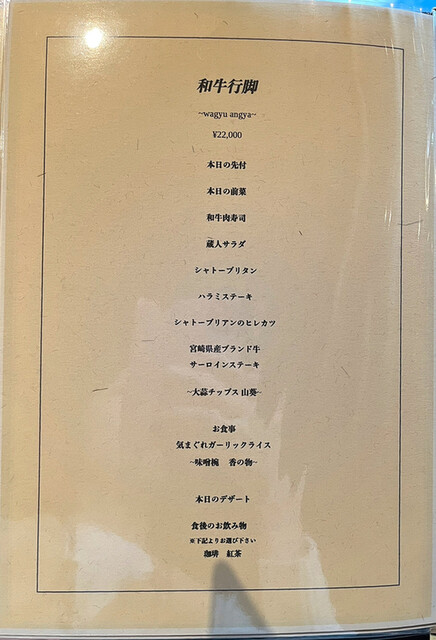 和牛行脚
~wagyu angya~
¥22,000
本日の先付
本日の前菜
和牛肉寿司
蔵人サラダ
シャトーブリタン
ハラミステーキ
シャトーブリアンのヒレカツ
宮崎県産ブランド牛
サーロインステーキ
~大蒜チップス 山葵~
お食事
気まぐれガーリックライス
~味噌椀　香の物~
本日のデザート
食後のお飲み物
※下記よりお選び下さい
珈琲　紅茶